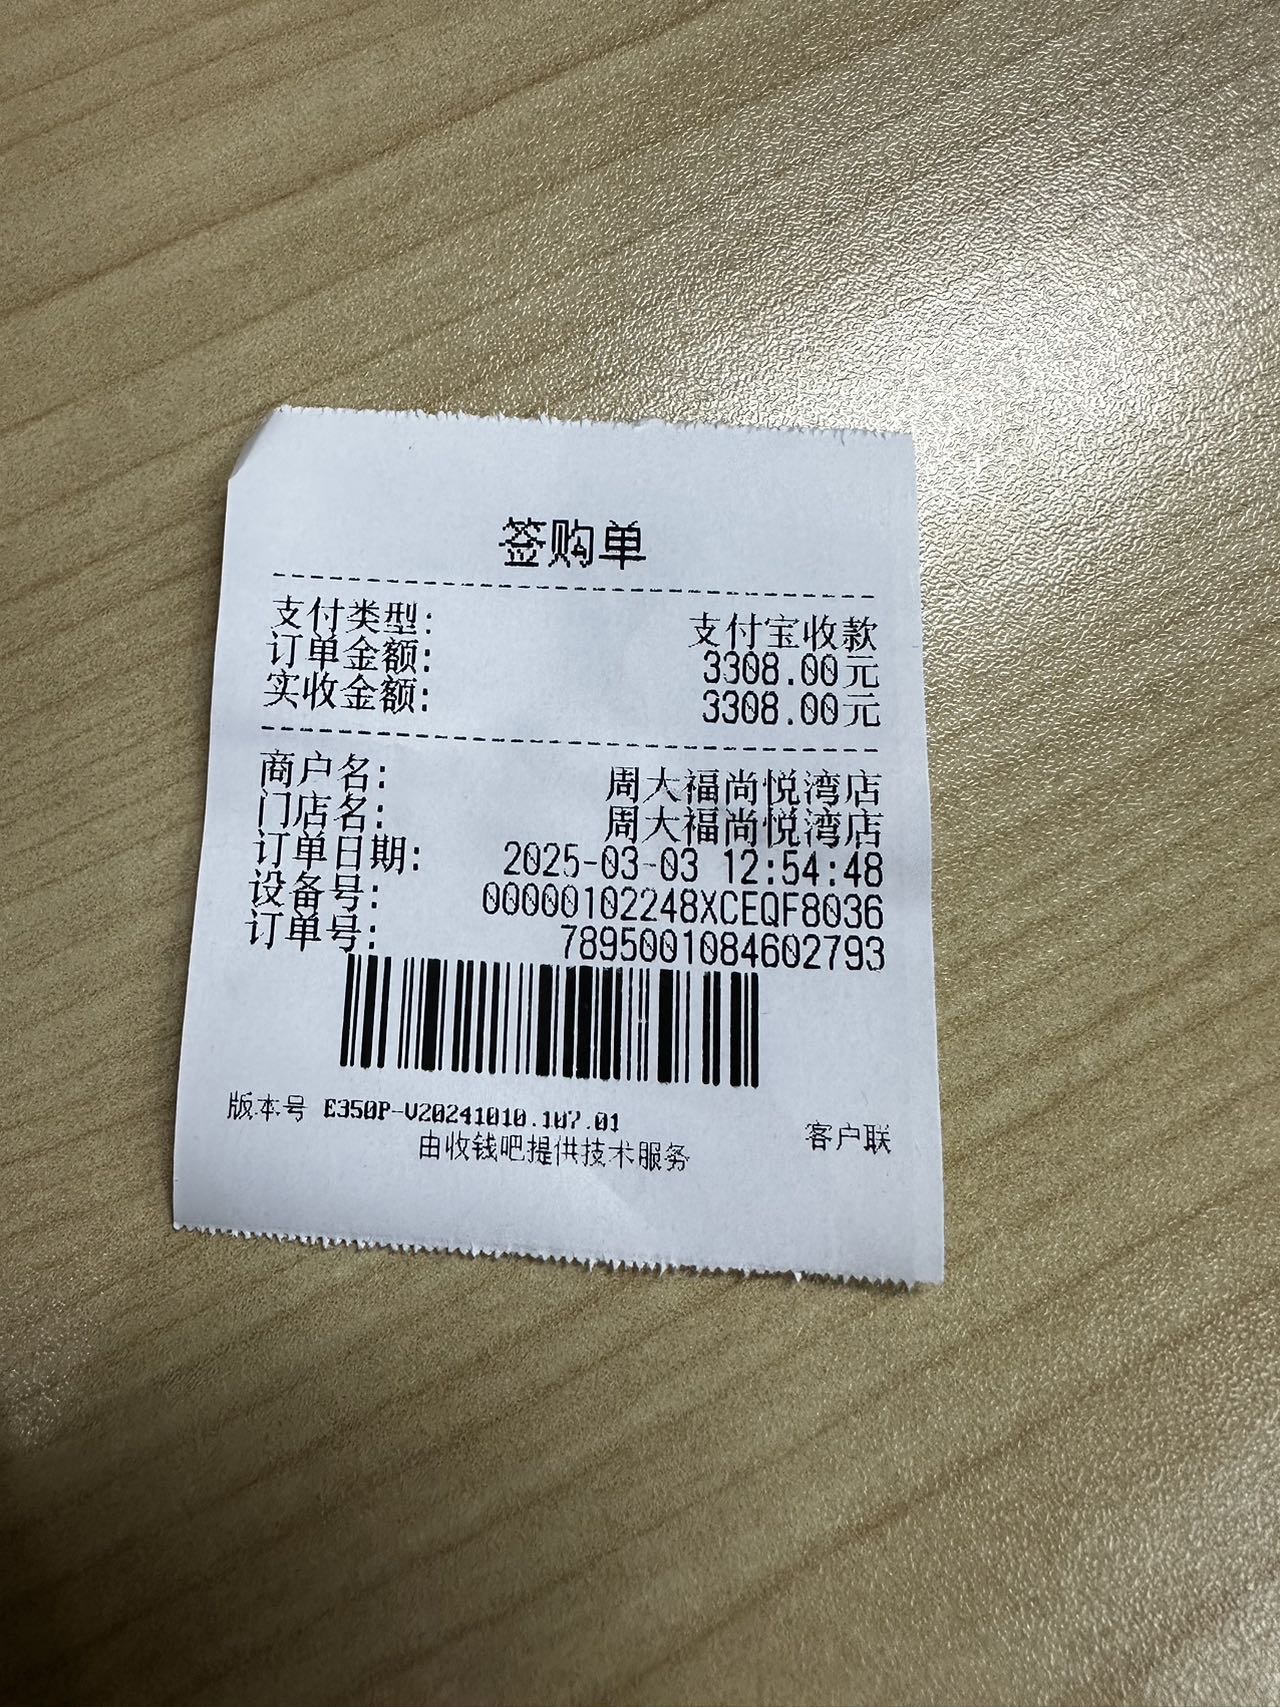 签购单
支付类型: 支付宝收款
订单金额: 3308.00元
实收金额: 3308.00元
商户名: 周大福尚悦湾店
门店名: 周大福尚悦湾店
订单日期: 2025-03-03 12:54:48
设备号: 00000102248XCEQF8036
订单号: 7895001084602793
版本号 E350P-V20241010.107.01
客户联
由收钱吧提供技术服务